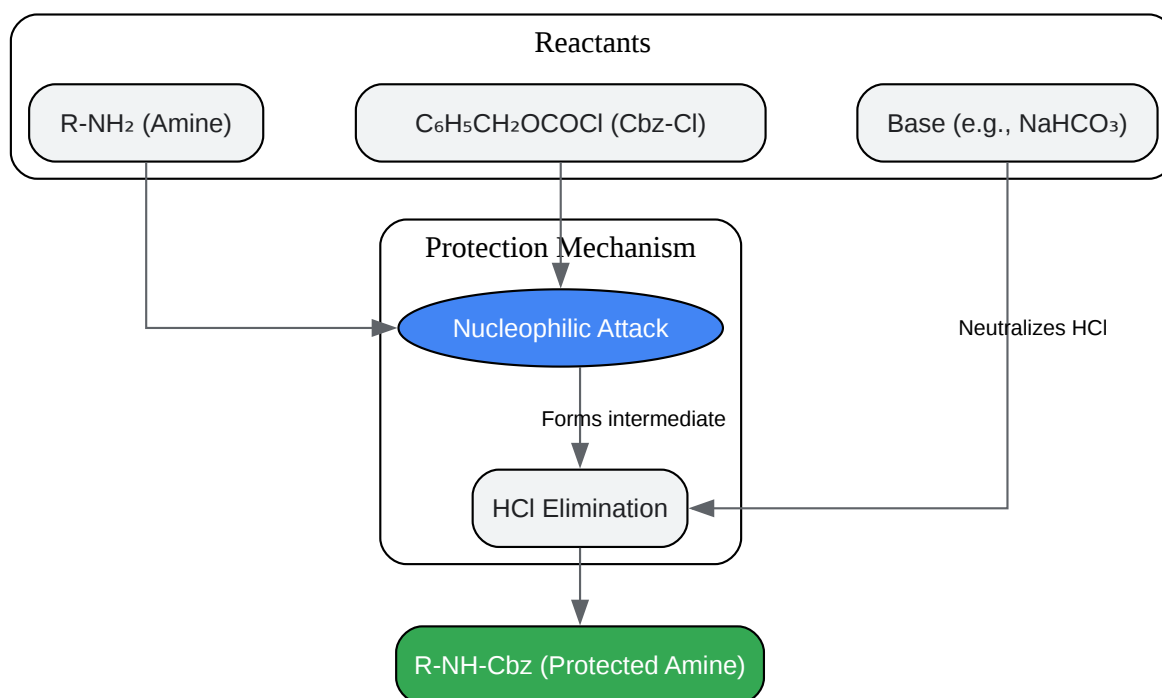 Reactants
R-NH₂ (Amine)
C₆H₅CH₂OCOCl (Cbz-Cl)
Base (e.g., NaHCO₃)
Protection Mechanism
Nucleophilic Attack
Neutralizes HCl
Forms intermediate
HCl Elimination
R-NH-Cbz (Protected Amine)